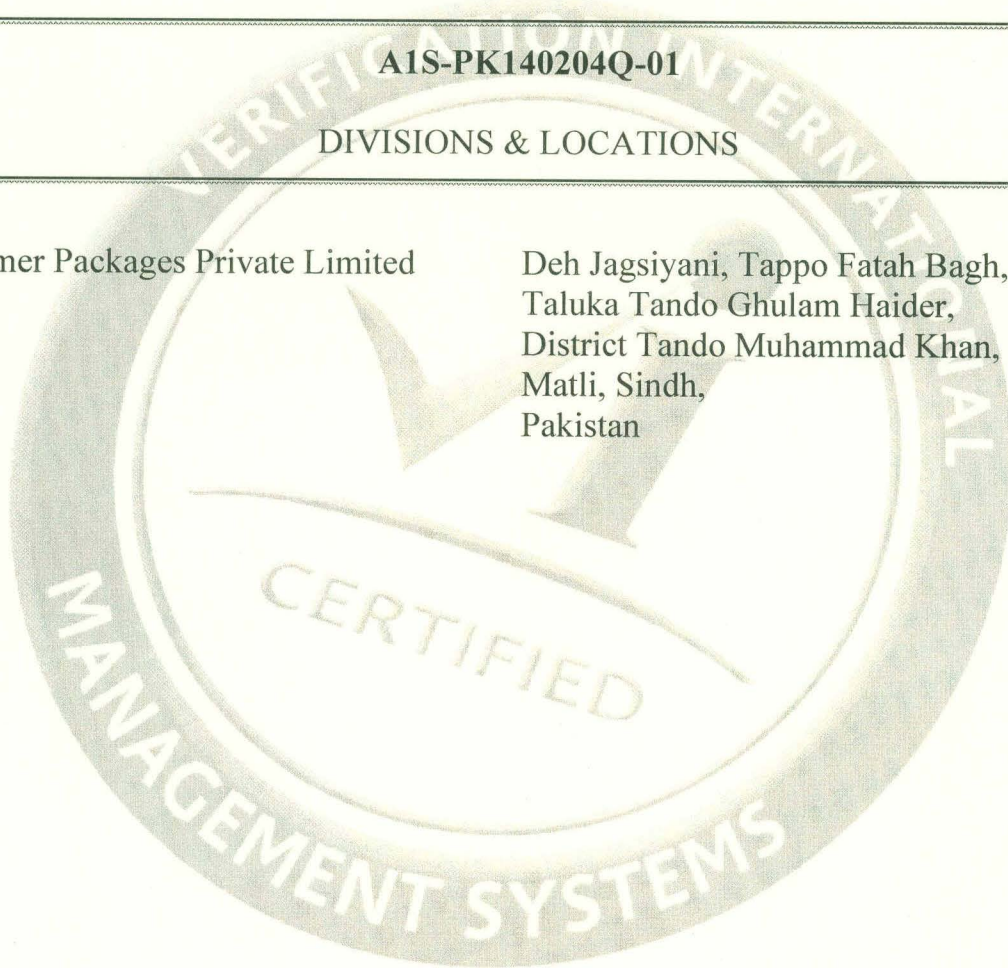 A1S-PK140204Q-01
DIVISIONS & LOCATIONS
mer Packages Private Limited
Deh Jagsiyani, Tappo Fatah Bagh,
Taluka Tando Ghulam Haider,
District Tando Muhammad Khan,
Matli, Sindh,
Pakistan
VERIFICATION INTERNATIONAL
CERTIFIED
MANAGEMENT SYSTEMS